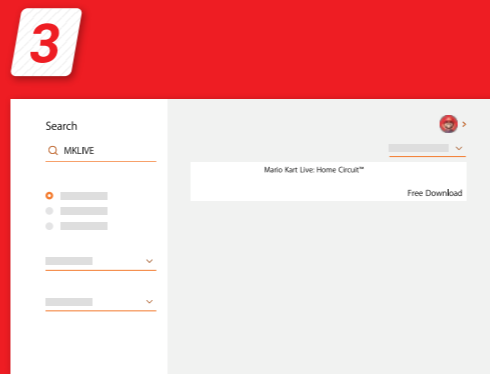 3
Search
MKLIVE
Mario Kart Live: Home Circuit™
Free Download